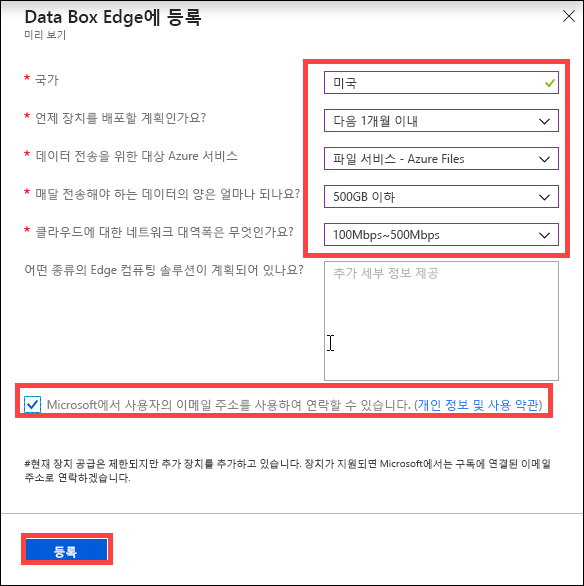 Data Box Edge에 등록
미리 보기
* 국가
미국
* 언제 장치를 배포할 계획인가요?
다음 1개월 이내
* 데이터 전송을 위한 대상 Azure 서비스
파일 서비스 - Azure Files
* 매달 전송해야 하는 데이터의 양은 얼마나 되나요?
500GB 이하
* 클라우드에 대한 네트워크 대역폭은 무엇인가요?
100Mbps~500Mbps
어떤 종류의 Edge 컴퓨팅 솔루션이 계획되어 있나요?
추가 세부 정보 제공
Microsoft에서 사용자의 이메일 주소를 사용하여 연락할 수 있습니다. (개인 정보 및 사용 약관)
#현재 장치 공급은 제한되지만 추가 장치를 추가하고 있습니다. 장치가 지원되면 Microsoft에서는 구독에 연결된 이메일
주소로 연락하겠습니다.
등록